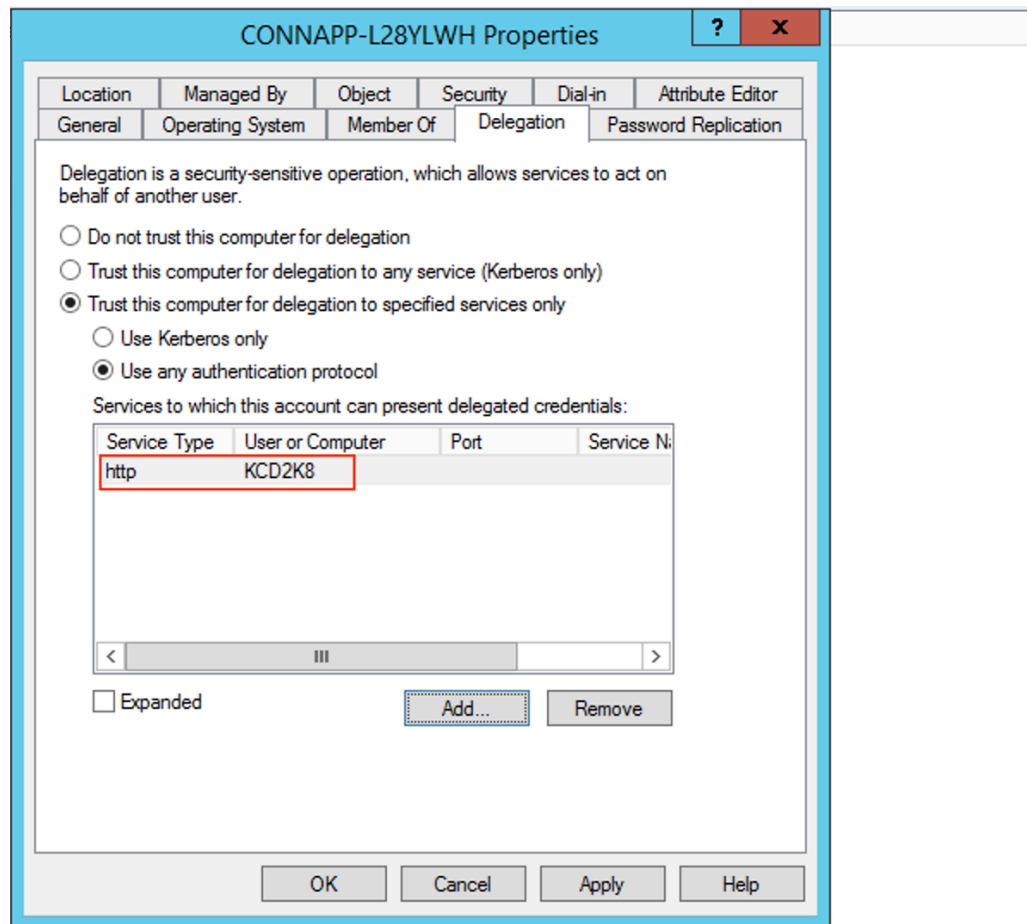 CONNAPP-L28YLWH Properties
? x
Location Managed By Object Security Dial-in Attribute Editor
General Operating System Member Of Delegation Password Replication
Delegation is a security-sensitive operation, which allows services to act on
behalf of another user.
Do not trust this computer for delegation
Trust this computer for delegation to any service (Kerberos only)
Trust this computer for delegation to specified services only
Use Kerberos only
Use any authentication protocol
Services to which this account can present delegated credentials:
Service Type User or Computer Port Service Na
http KCD2K8
Expanded Add... Remove
OK Cancel Apply Help